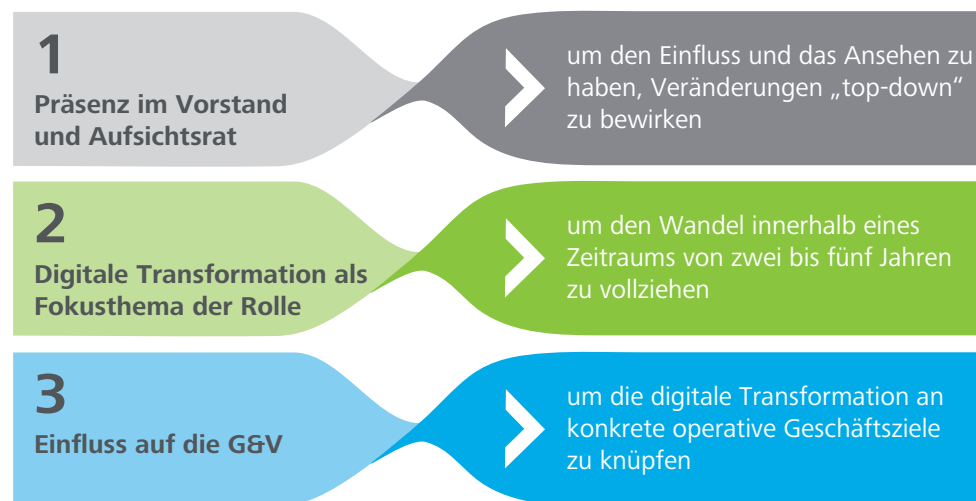 1
Präsenz im Vorstand
und Aufsichtsrat
um den Einfluss und das Ansehen zu
haben, Veränderungen „top-down“
zu bewirken
2
Digitale Transformation als
Fokusthema der Rolle
um den Wandel innerhalb eines
Zeitraums von zwei bis fünf Jahren
zu vollziehen
3
Einfluss auf die G&V
um die digitale Transformation an
konkrete operative Geschäftsziele
zu knüpfen